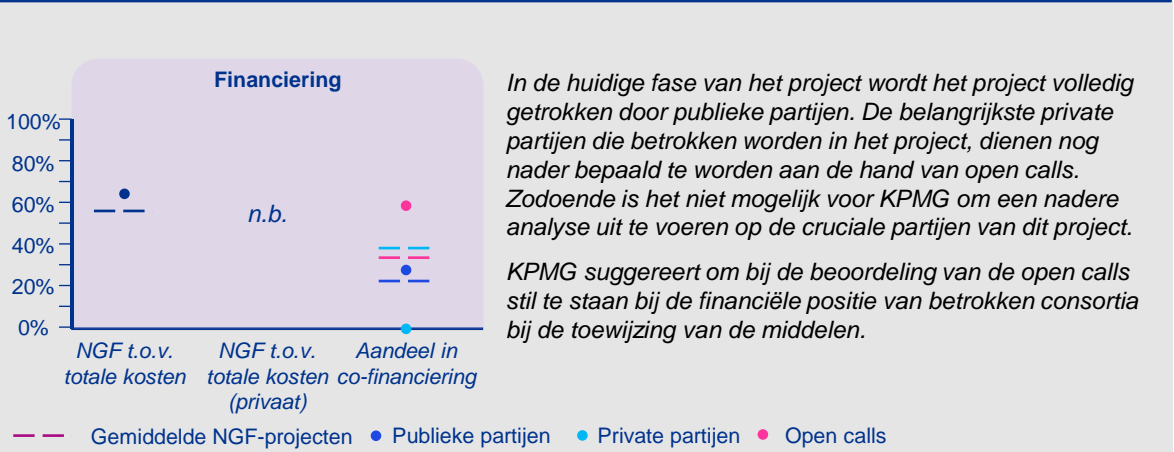 Financiering
100%
80%
60%
40%
20%
0%
n.b.
NGF t.o.v.
totale kosten
NGF t.o.v.
totale kosten
(privaat)
Aandeel in
co-financiering
Gemiddelde NGF-projecten
Publieke partijen
Private partijen
Open calls
In de huidige fase van het project wordt het project volledig
getrokken door publieke partijen. De belangrijkste private
partijen die betrokken worden in het project, dienen nog
nader bepaald te worden aan de hand van open calls.
Zodoende is het niet mogelijk voor KPMG om een nadere
analyse uit te voeren op de cruciale partijen van dit project.
KPMG suggereert om bij de beoordeling van de open calls
stil te staan bij de financiële positie van betrokken consortia
bij de toewijzing van de middelen.